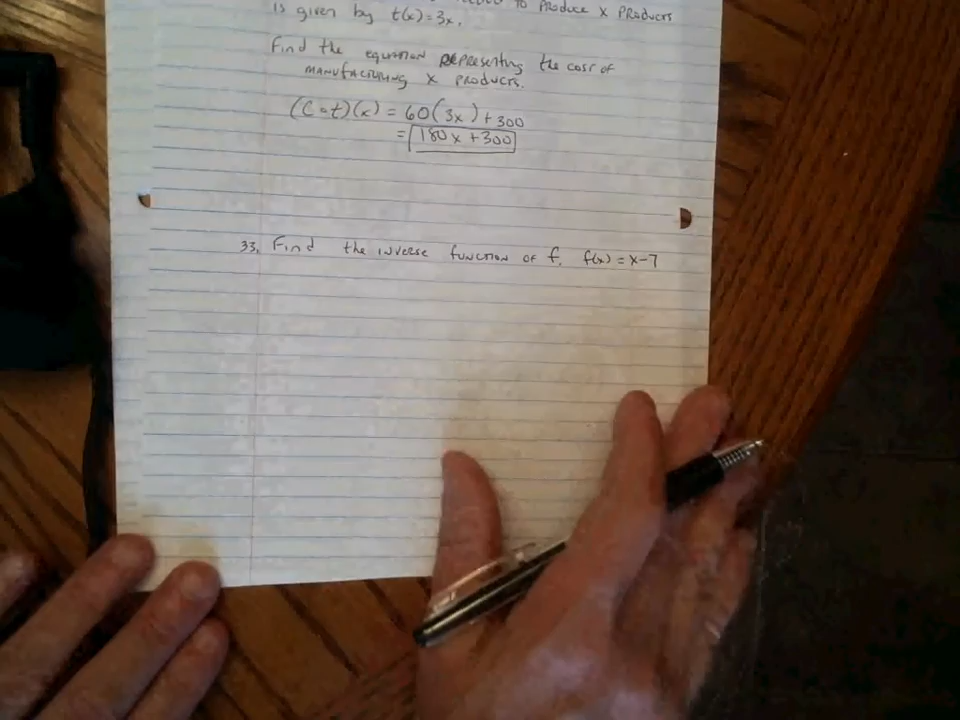 TO PRODUCE X PRODUCTS
is given by t(x) = 3x.
Find the equation REPRESENTING the cost of
MANUFACTURING X PRODUCTS.
(C∘t)(x) = 60(3x) + 300
= 180x + 300
33. Find the inverse function of f. f(x) = x-7